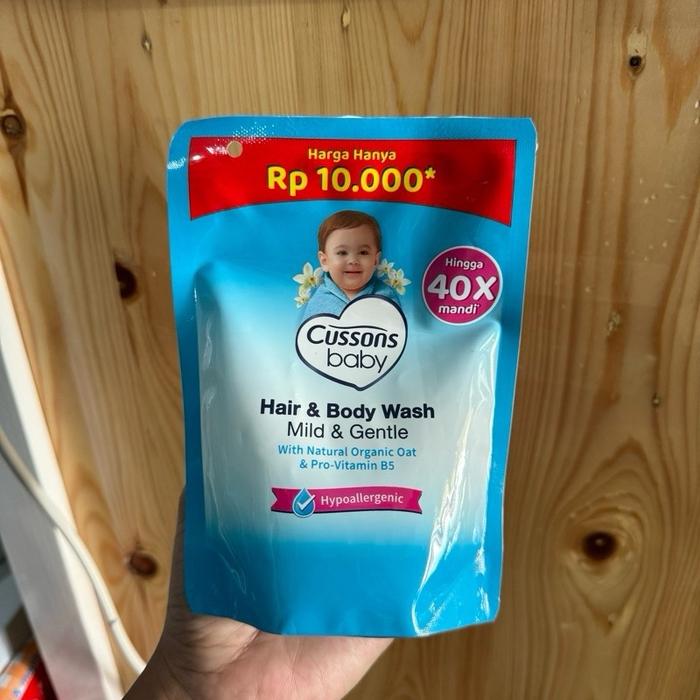 Harga Hanya
Rp 10.000*
Hingga
40X
mandi*
Cussons
baby
Hair & Body Wash
Mild & Gentle
With Natural Organic Oat
& Pro-Vitamin B5
Hypoallergenic